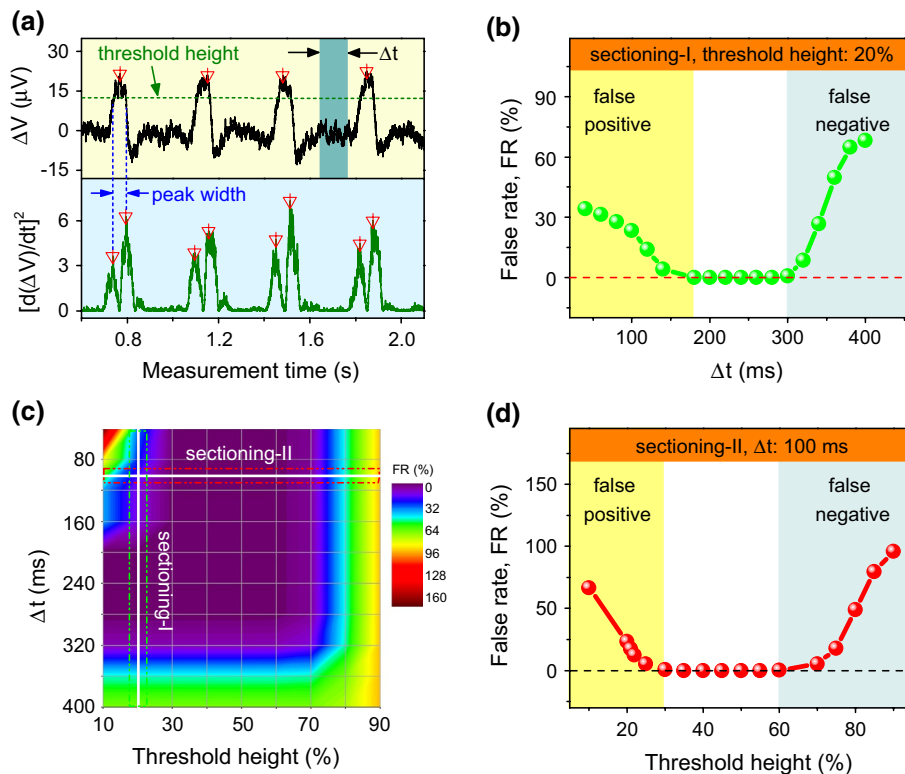 (a)
35
threshold height
Δt
15
0
-15
ΔV (μV)
peak width
6
3
0
[d(ΔV)/dt]²
0.8 1.2 1.6 2.0
Measurement time (s)
(b)
sectioning-I, threshold height: 20%
false
positive
false
negative
90
60
30
0
False rate, FR (%)
0 100 200 300 400
Δt (ms)
(c)
sectioning-II
sectioning-I
80
160
240
320
400
Δt (ms)
10 30 50 70 90
Threshold height (%)
FR (%)
0
32
64
96
128
160
(d)
sectioning-II, Δt: 100 ms
false
positive
false
negative
150
100
50
0
False rate, FR (%)
20 40 60 80
Threshold height (%)